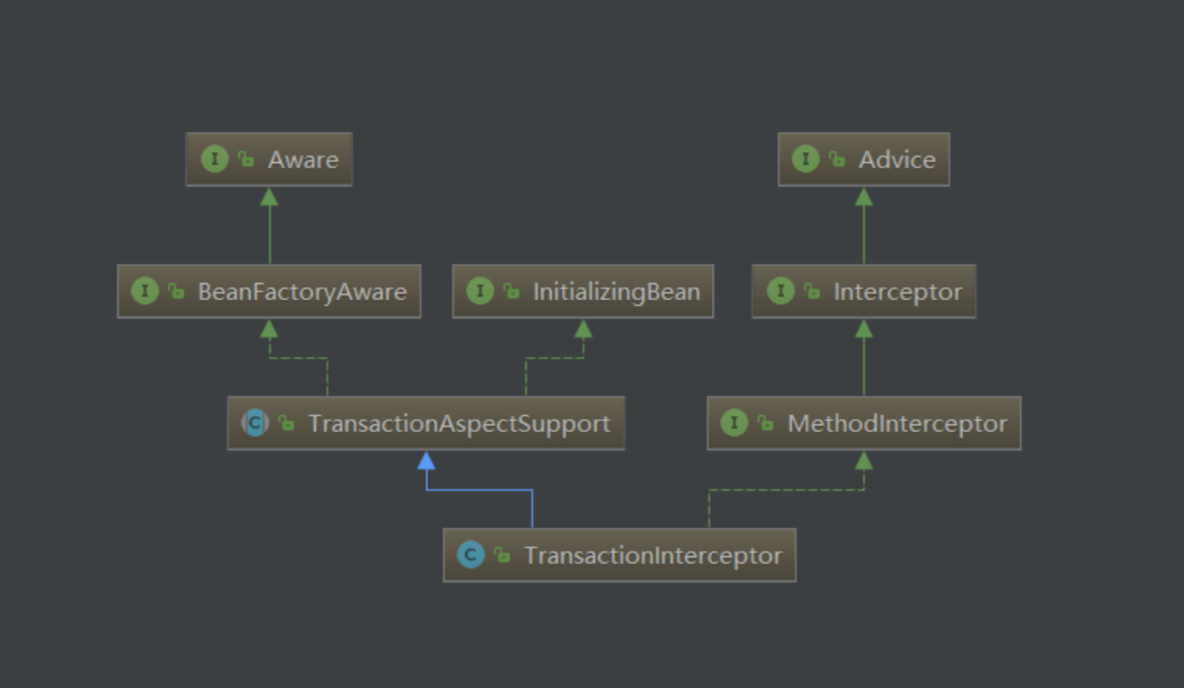 I Aware
I Advice
I BeanFactoryAware
I InitializingBean
I Interceptor
C TransactionAspectSupport
I MethodInterceptor
C TransactionInterceptor